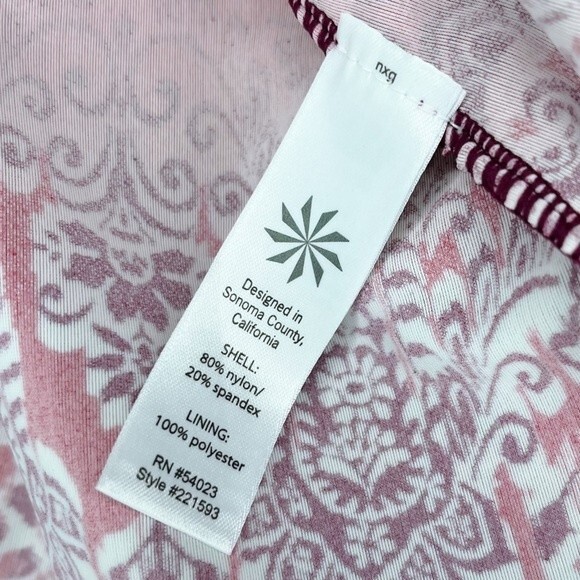 nxg
Designed in
Sonoma County,
California
SHELL:
80% nylon/
20% spandex
LINING:
100% polyester
RN #54023
Style #221593